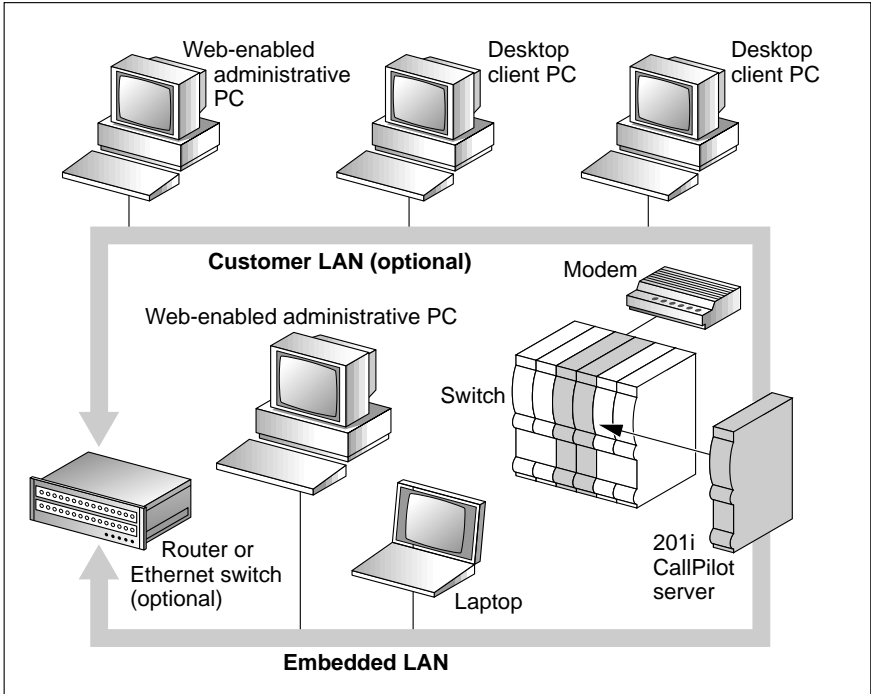 Web-enabled
administrative
PC
Desktop
client PC
Desktop
client PC
Customer LAN (optional)
Modem
Web-enabled administrative PC
Switch
Router or
Ethernet switch
(optional)
Laptop
201i
CallPilot
server
Embedded LAN